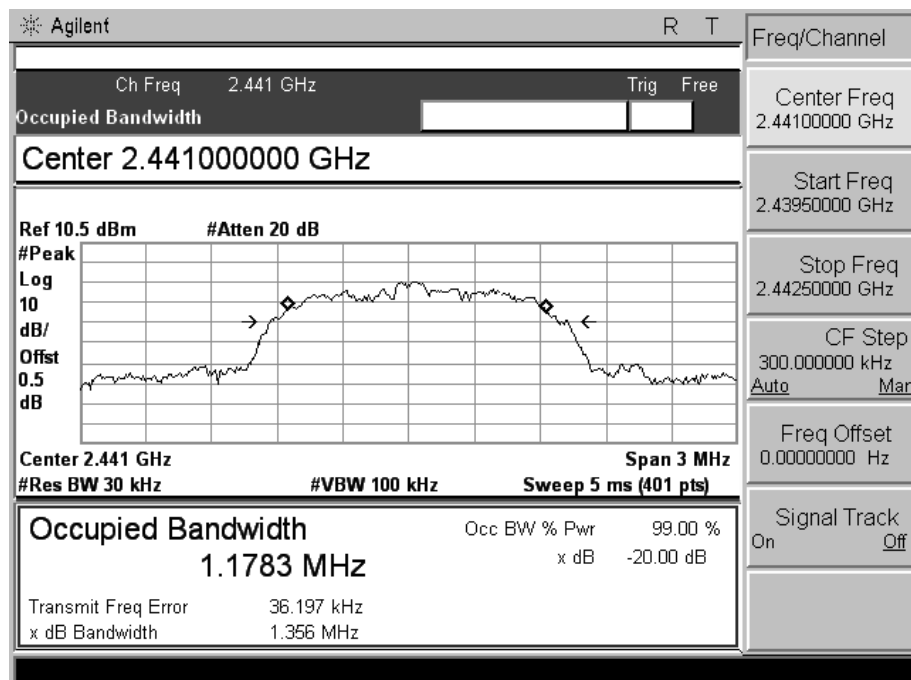 Agilent R T
Freq/Channel
Ch Freq 2.441 GHz Trig Free
Occupied Bandwidth
Center 2.441000000 GHz
Ref 10.5 dBm #Atten 20 dB
#Peak
Log
10
dB/
Offst
0.5
dB
Center 2.441 GHz Span 3 MHz
#Res BW 30 kHz #VBW 100 kHz Sweep 5 ms (401 pts)
Occupied Bandwidth
1.1783 MHz
Occ BW % Pwr 99.00 %
x dB -20.00 dB
Transmit Freq Error 36.197 kHz
x dB Bandwidth 1.356 MHz
Center Freq
2.44100000 GHz
Start Freq
2.43950000 GHz
Stop Freq
2.44250000 GHz
CF Step
300.000000 kHz
Auto Man
Freq Offset
0.00000000 Hz
Signal Track
On Off